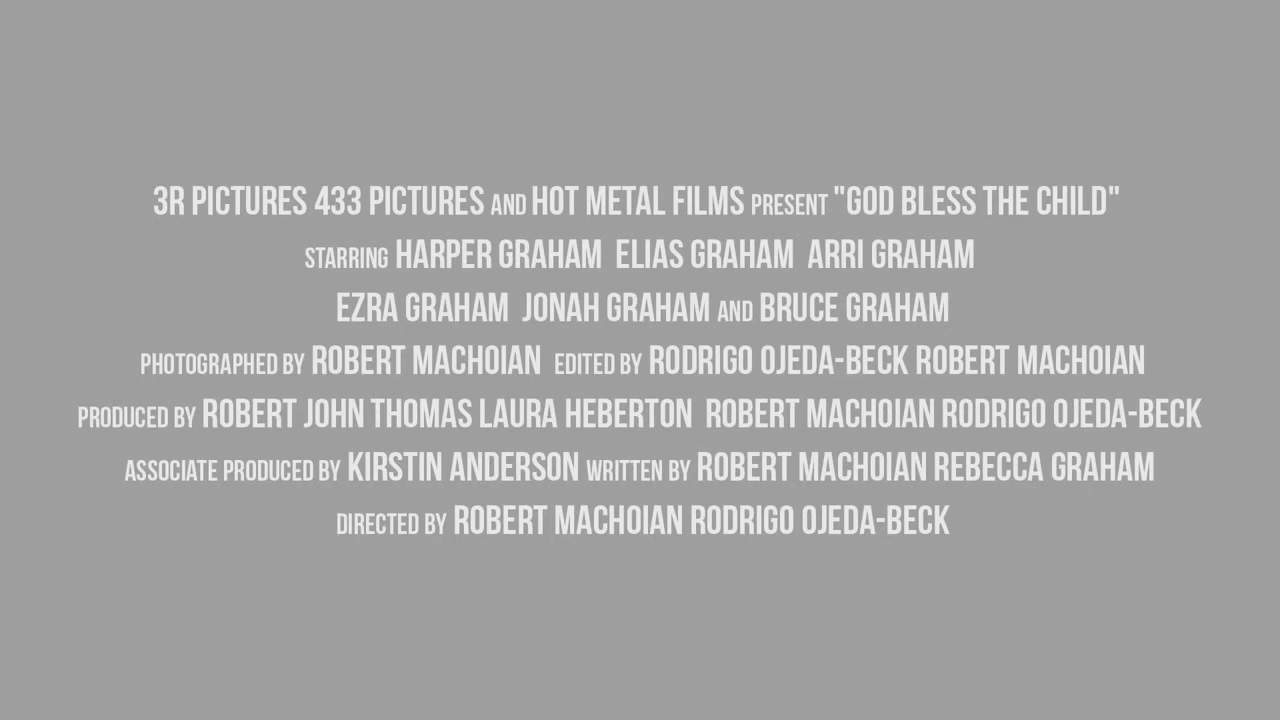 3R PICTURES 433 PICTURES AND HOT METAL FILMS PRESENT "GOD BLESS THE CHILD"
STARRING HARPER GRAHAM ELIAS GRAHAM ARRI GRAHAM
EZRA GRAHAM JONAH GRAHAM AND BRUCE GRAHAM
PHOTOGRAPHED BY ROBERT MACHOIAN EDITED BY RODRIGO OJEDA-BECK ROBERT MACHOIAN
PRODUCED BY ROBERT JOHN THOMAS LAURA HEBERTON ROBERT MACHOIAN RODRIGO OJEDA-BECK
ASSOCIATE PRODUCED BY KIRSTIN ANDERSON WRITTEN BY ROBERT MACHOIAN REBECCA GRAHAM
DIRECTED BY ROBERT MACHOIAN RODRIGO OJEDA-BECK